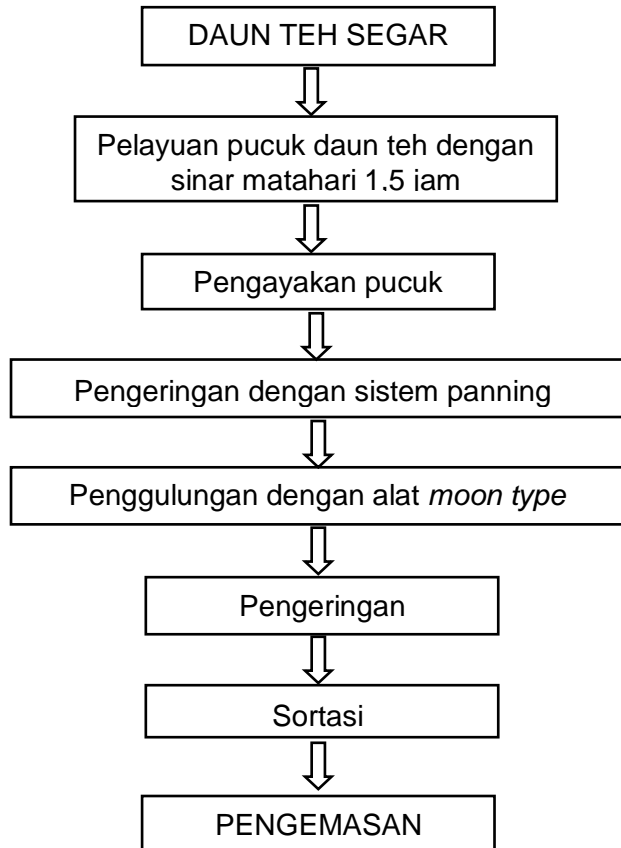 DAUN TEH SEGAR
Pelayuan pucuk daun teh dengan
sinar matahari 1,5 jam
Pengayakan pucuk
Pengeringan dengan sistem panning
Penggulungan dengan alat moon type
Pengeringan
Sortasi
PENGEMASAN